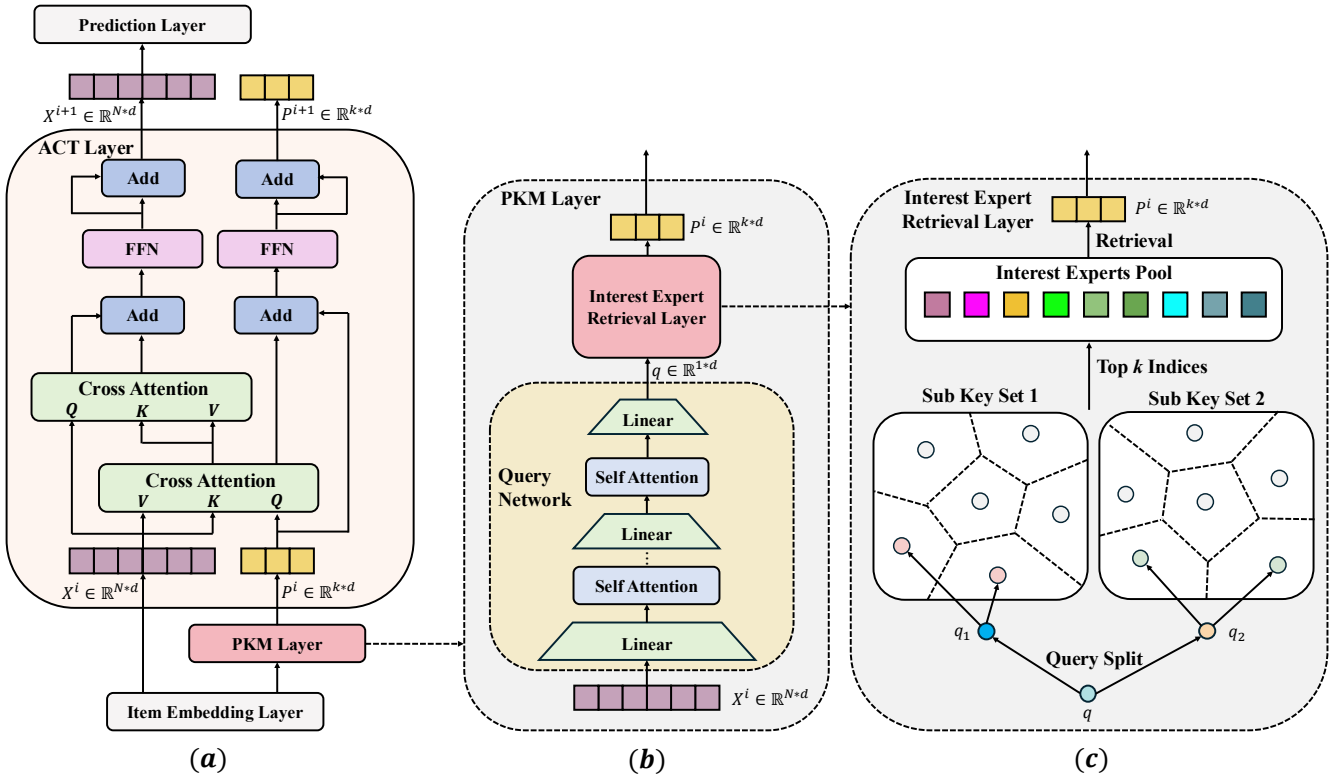 Prediction Layer
X^{i+1} ∈ ℝ^{N*d}
P^{i+1} ∈ ℝ^{k*d}
ACT Layer
Add
Add
FFN
FFN
Add
Add
Cross Attention
Q K V
Cross Attention
V K Q
X^i ∈ ℝ^{N*d}
P^i ∈ ℝ^{k*d}
PKM Layer
Item Embedding Layer
(a)
PKM Layer
P^i ∈ ℝ^{k*d}
Interest Expert
Retrieval Layer
q ∈ ℝ^{1*d}
Linear
Self Attention
Query
Network
Linear
Self Attention
Linear
X^i ∈ ℝ^{N*d}
(b)
Interest Expert
Retrieval Layer
P^i ∈ ℝ^{k*d}
Retrieval
Interest Experts Pool
Top k Indices
Sub Key Set 1
Sub Key Set 2
q_1
q_2
Query Split
q
(c)